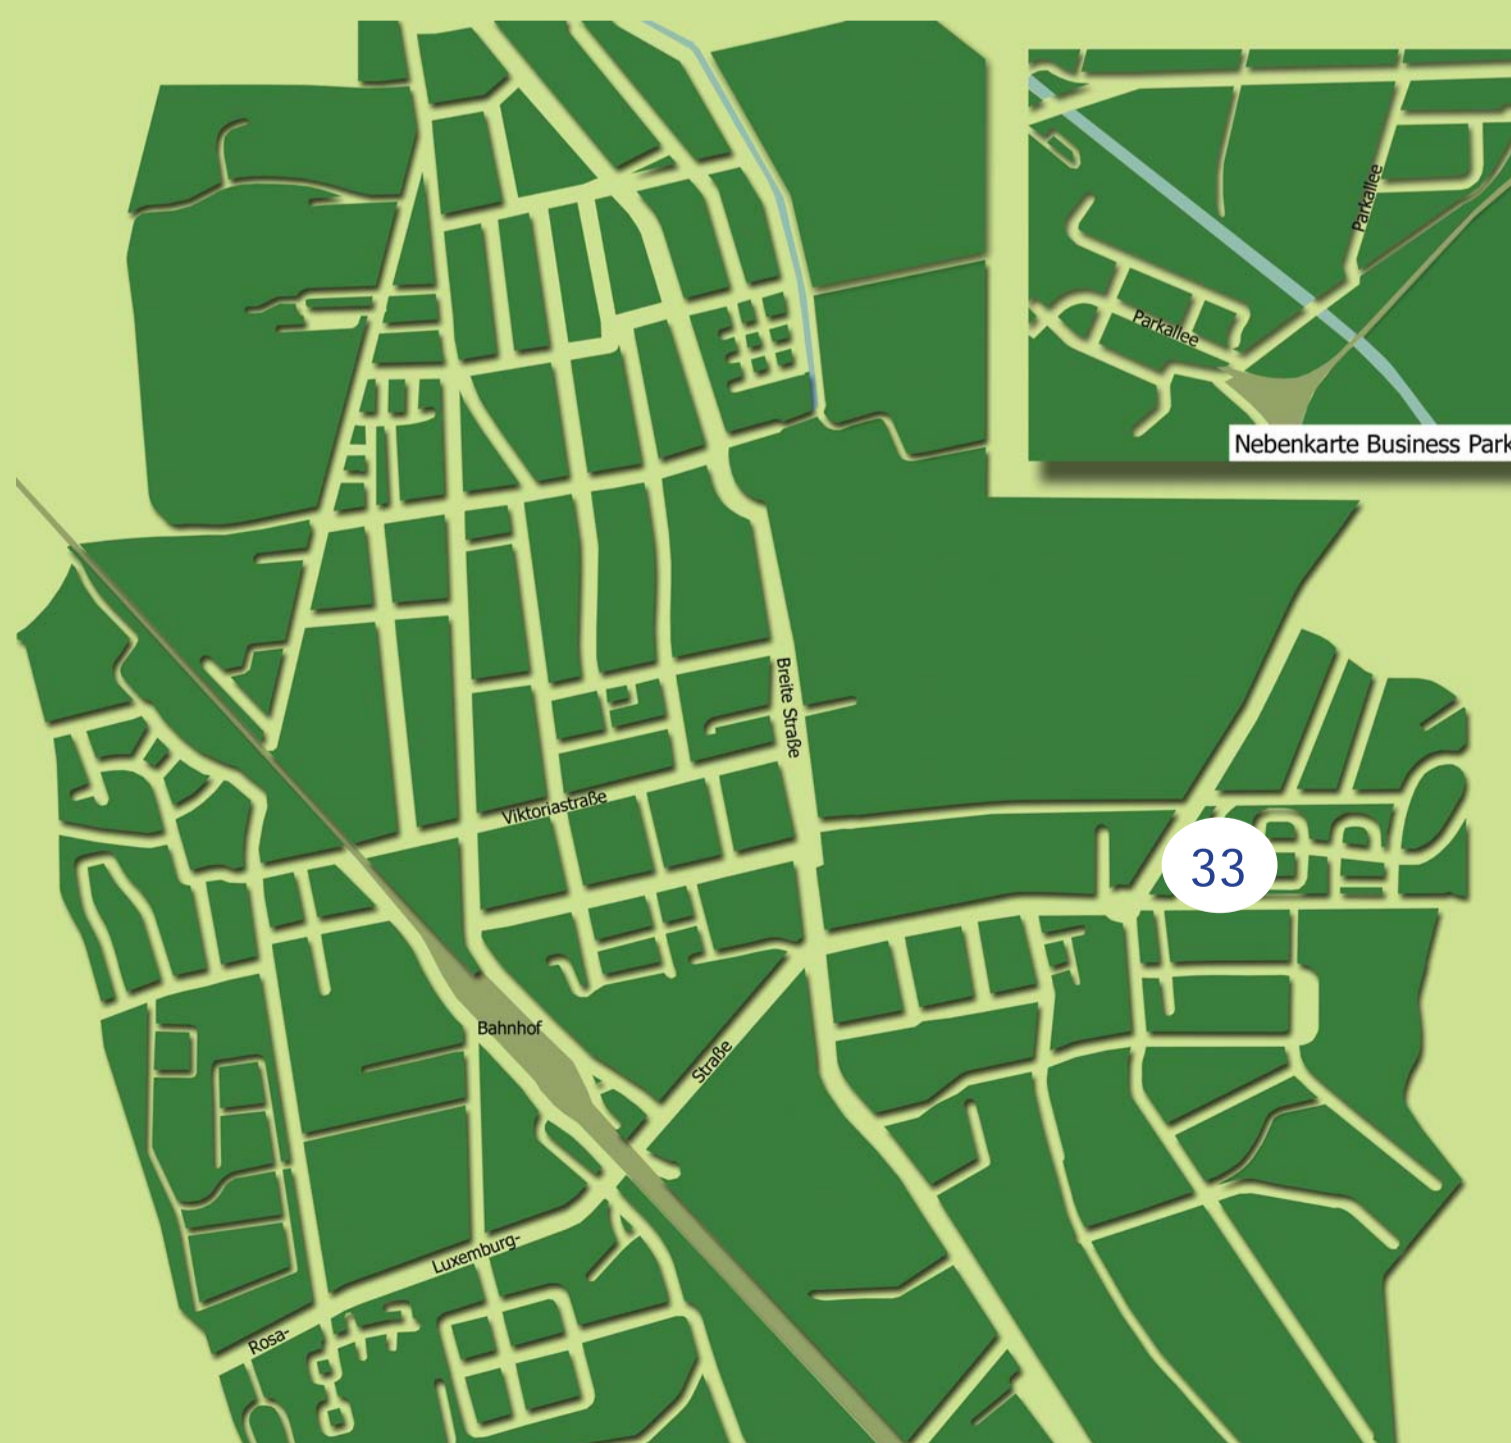 Parkallee
Parkallee
Nebenkarte Business Park
Breite Straße
Viktoriastraße
33
Bahnhof
Straße
Luxemburg-
Rosa-